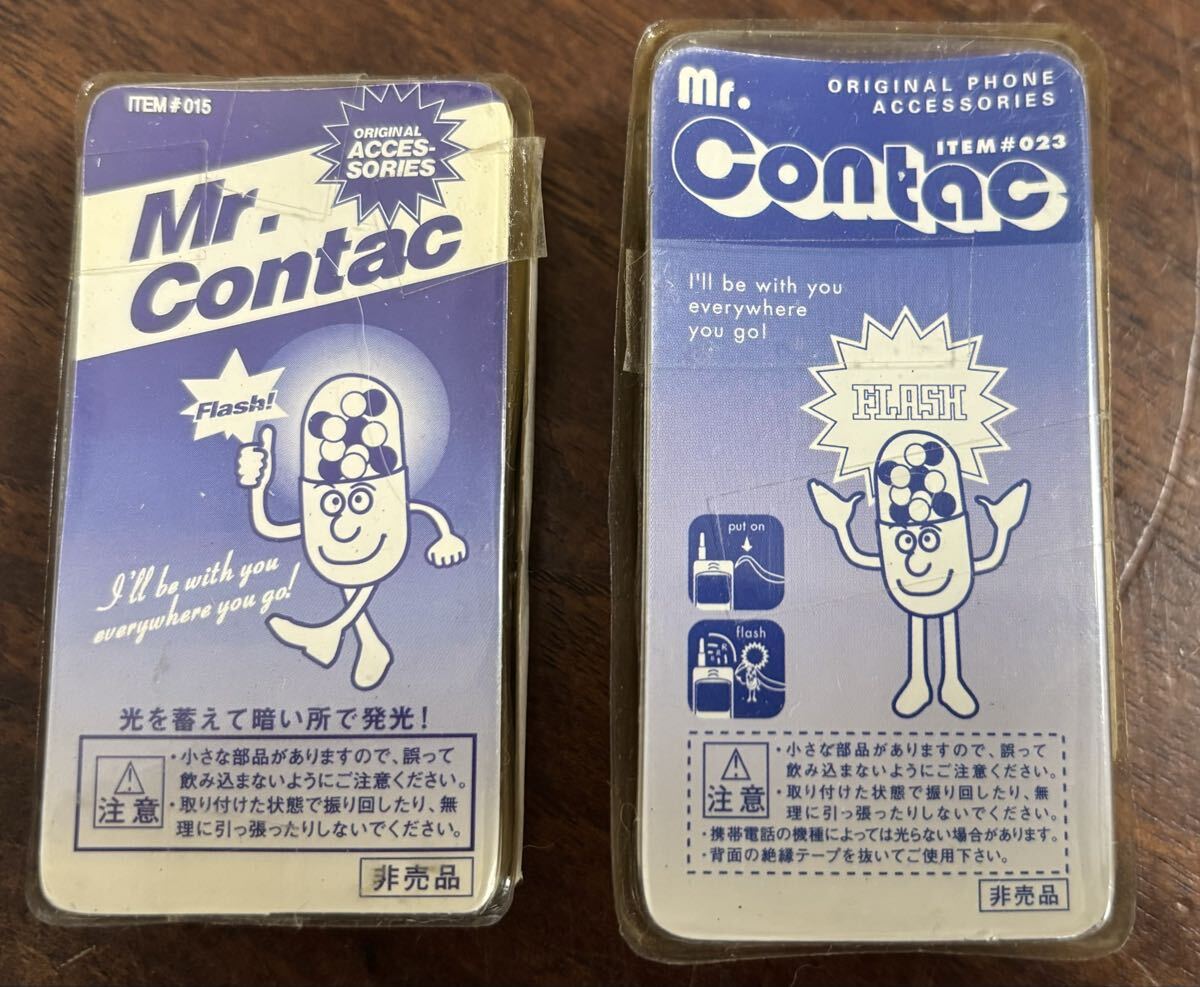 ITEM#015
ORIGINAL
ACCES-
SORIES
Mr.
Contac
Flash!
I'll be with you
everywhere you go!
光を蓄えて暗い所で発光！
注意
・小さな部品がありますので、誤って
飲み込まないようにご注意ください。
・取り付けた状態で振り回したり、無
理に引っ張ったりしないでください。
非売品
Mr.
ORIGINAL PHONE
ACCESSORIES
ITEM#023
Contac
I'll be with you
everywhere
you go!
FLASH
put on
flash
注意
・小さな部品がありますので、誤って
飲み込まないようにご注意ください。
・取り付けた状態で振り回したり、無
理に引っ張ったりしないでください。
・携帯電話の機種によっては光らない場合があります。
・背面の絶縁テープを抜いてご使用下さい。
非売品